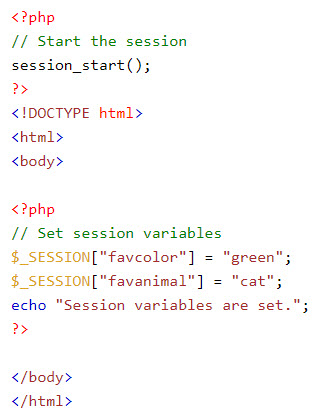 <?php
// Start the session
session_start();
?>
<!DOCTYPE html>
<html>
<body>

<?php
// Set session variables
$_SESSION["favcolor"] = "green";
$_SESSION["favanimal"] = "cat";
echo "Session variables are set.";
?>

</body>
</html>